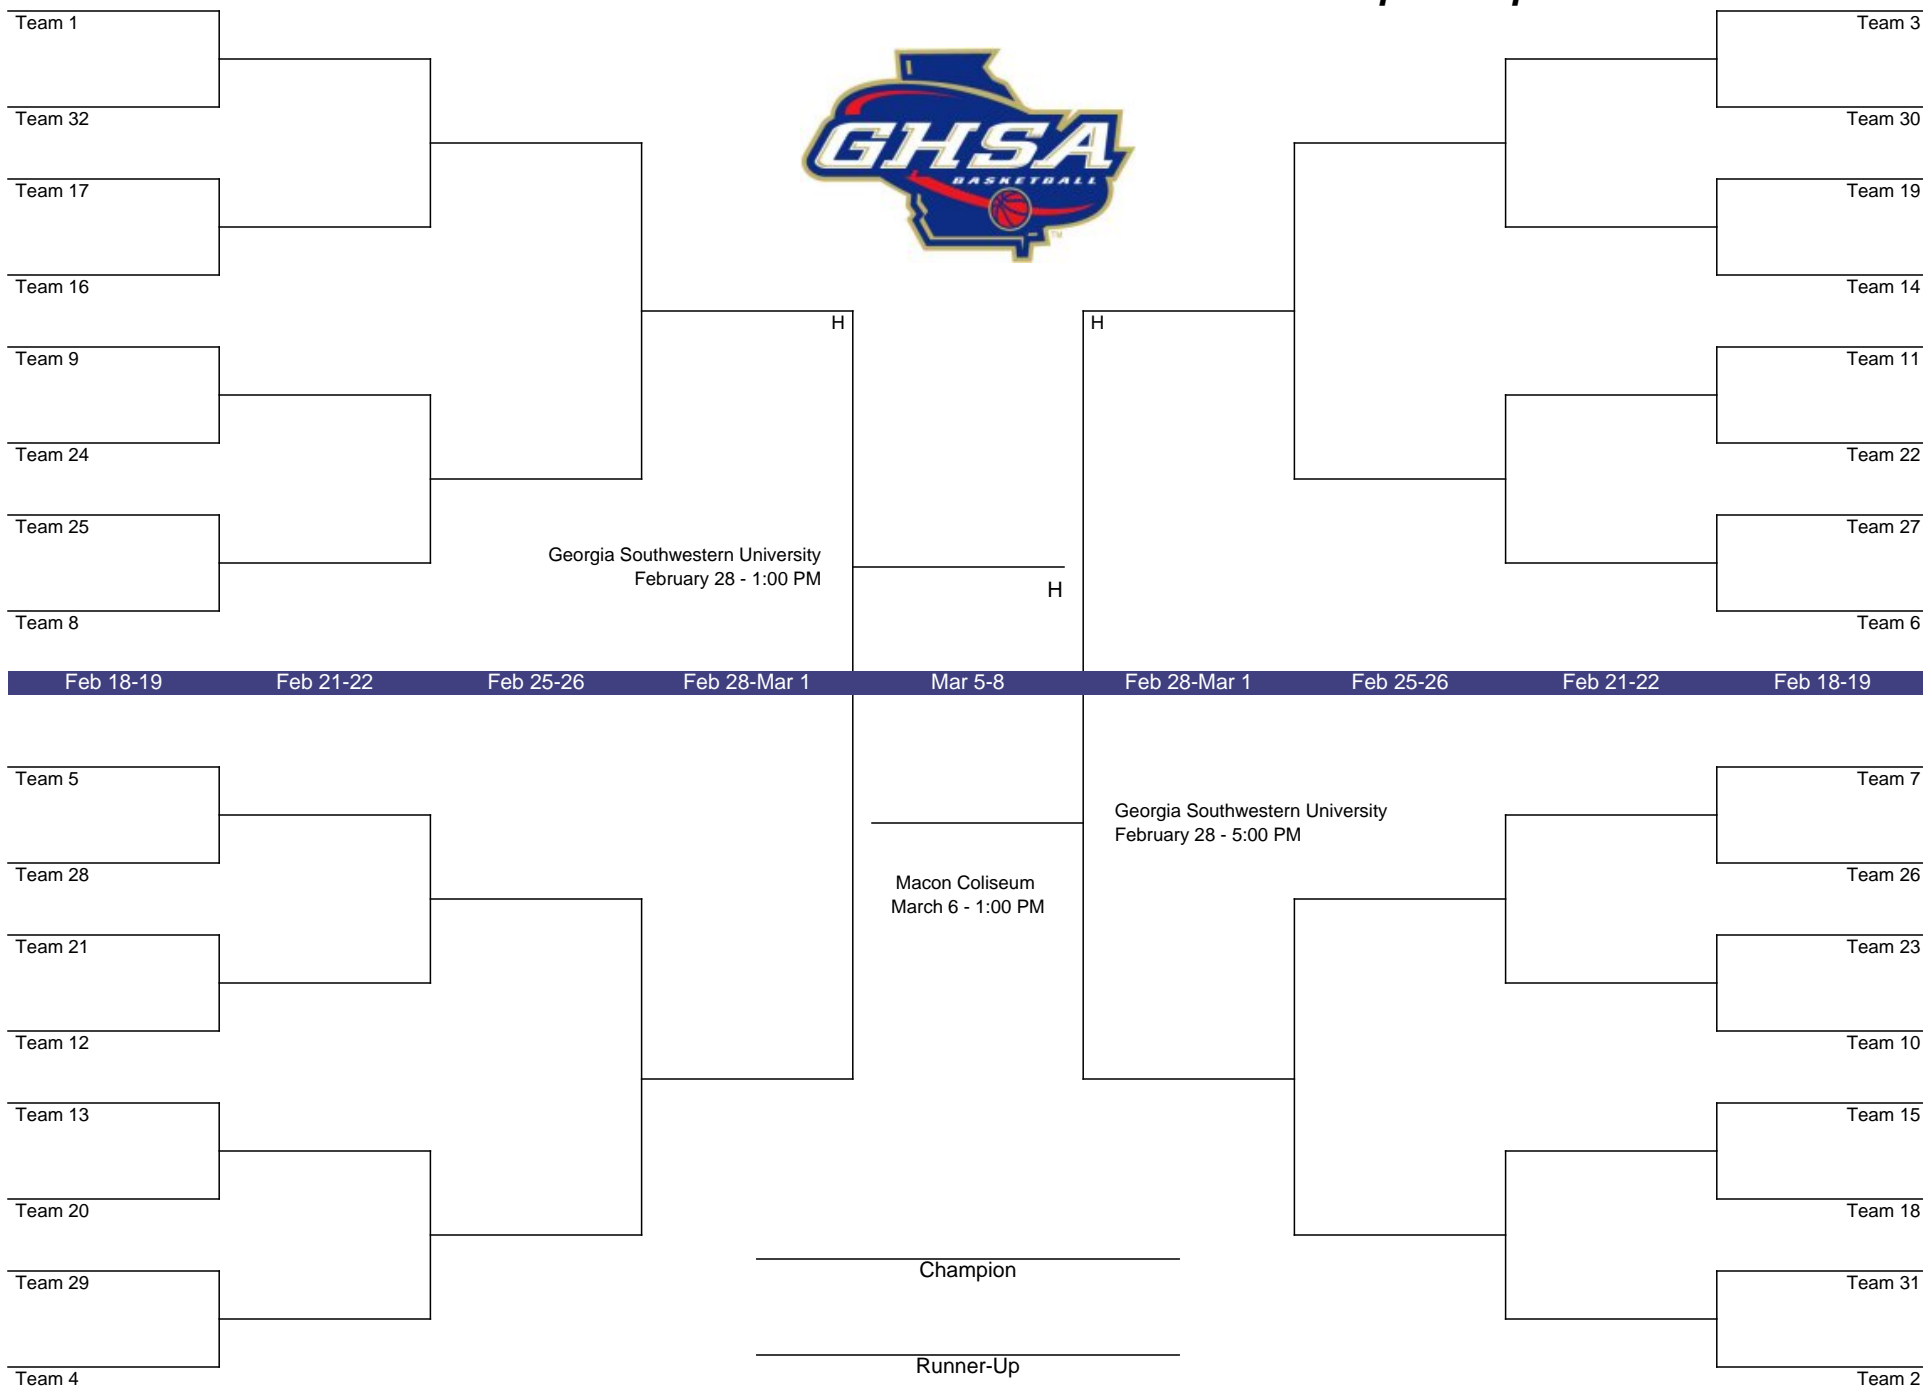 Team 1
Team 32
Team 17
Team 16
Team 9
Team 24
Team 25
Team 8
GHSA
BASKETBALL
TM
H
H
Georgia Southwestern University
February 28 - 1:00 PM
H
Team 3
Team 30
Team 19
Team 14
Team 11
Team 22
Team 27
Team 6
Feb 18-19 Feb 21-22 Feb 25-26 Feb 28-Mar 1 Mar 5-8 Feb 28-Mar 1 Feb 25-26 Feb 21-22 Feb 18-19
Team 5
Team 28
Team 21
Team 12
Team 13
Team 20
Team 29
Team 4
Macon Coliseum
March 6 - 1:00 PM
Georgia Southwestern University
February 28 - 5:00 PM
Champion
Runner-Up
Team 7
Team 26
Team 23
Team 10
Team 15
Team 18
Team 31
Team 2